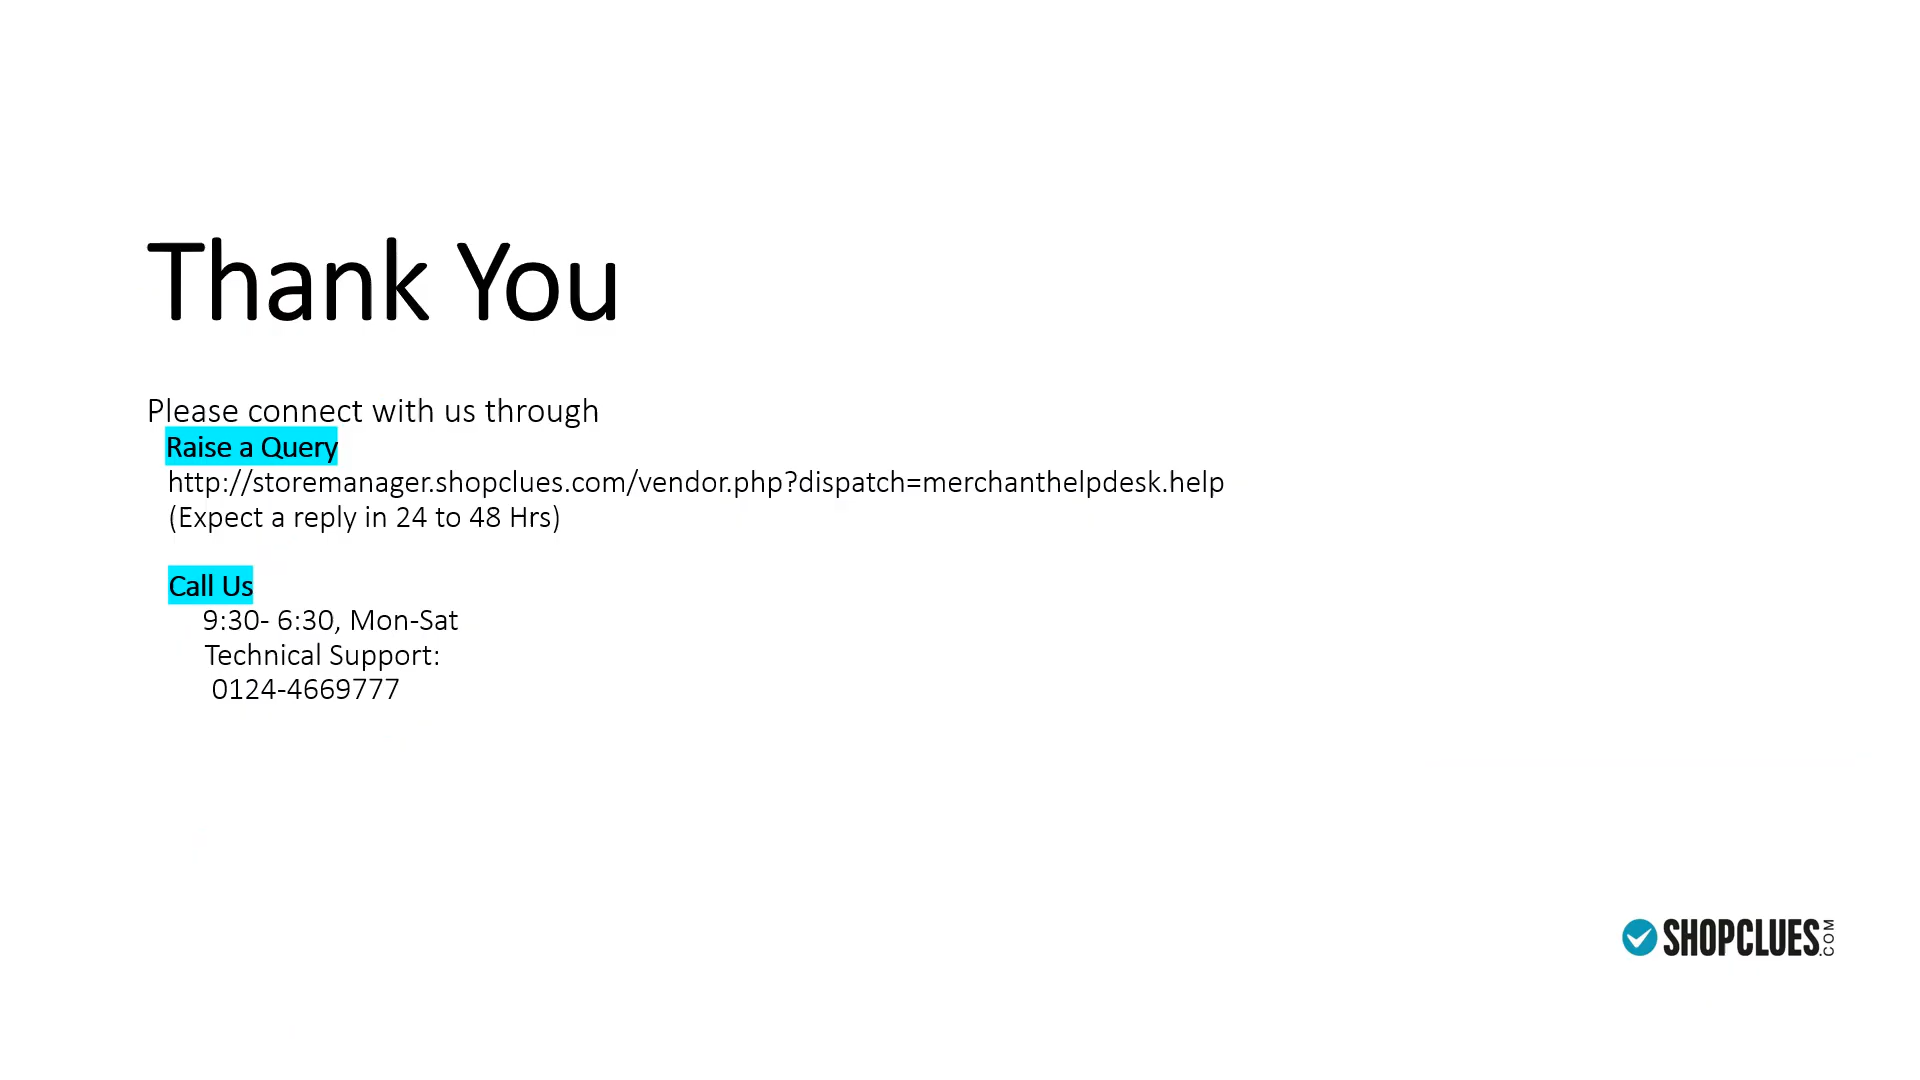 Thank You
Please connect with us through
Raise a Query
http://storemanager.shopclues.com/vendor.php?dispatch=merchanthelpdesk.help
(Expect a reply in 24 to 48 Hrs)
Call Us
9:30- 6:30, Mon-Sat
Technical Support:
0124-4669777
SHOPCLUES.COM